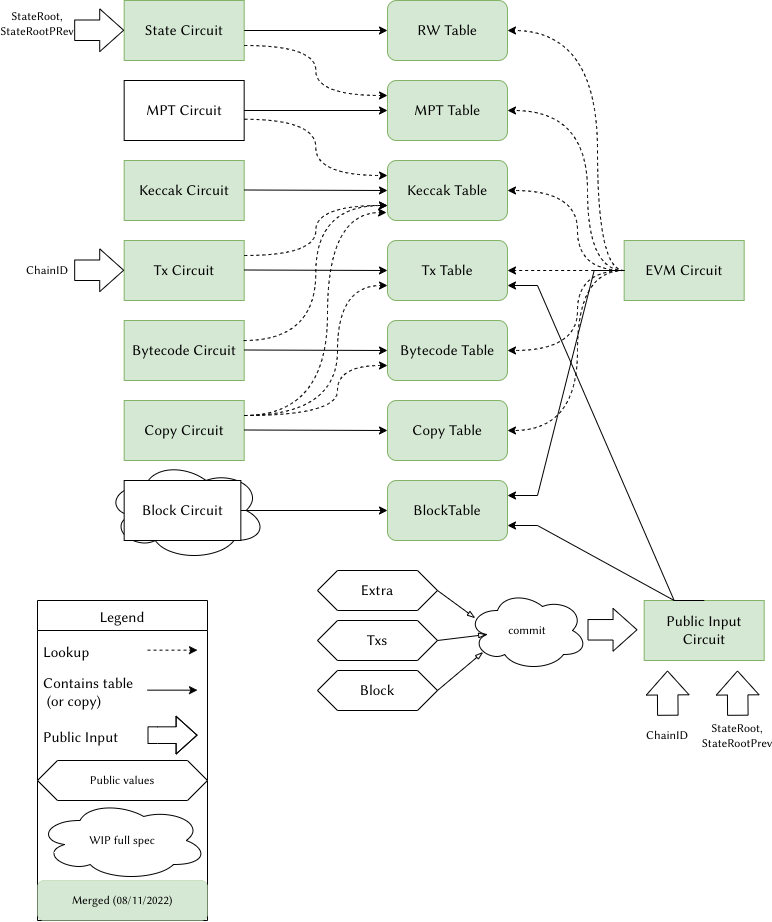 StateRoot,
StateRootPRev
State Circuit
RW Table
MPT Circuit
MPT Table
Keccak Circuit
Keccak Table
ChainID
Tx Circuit
Tx Table
EVM Circuit
Bytecode Circuit
Bytecode Table
Copy Circuit
Copy Table
Block Circuit
BlockTable
Extra
Txs
Block
commit
Public Input
Circuit
ChainID
StateRoot,
StateRootPrev
Legend
Lookup
Contains table
(or copy)
Public Input
Public values
WIP full spec
Merged (08/11/2022)